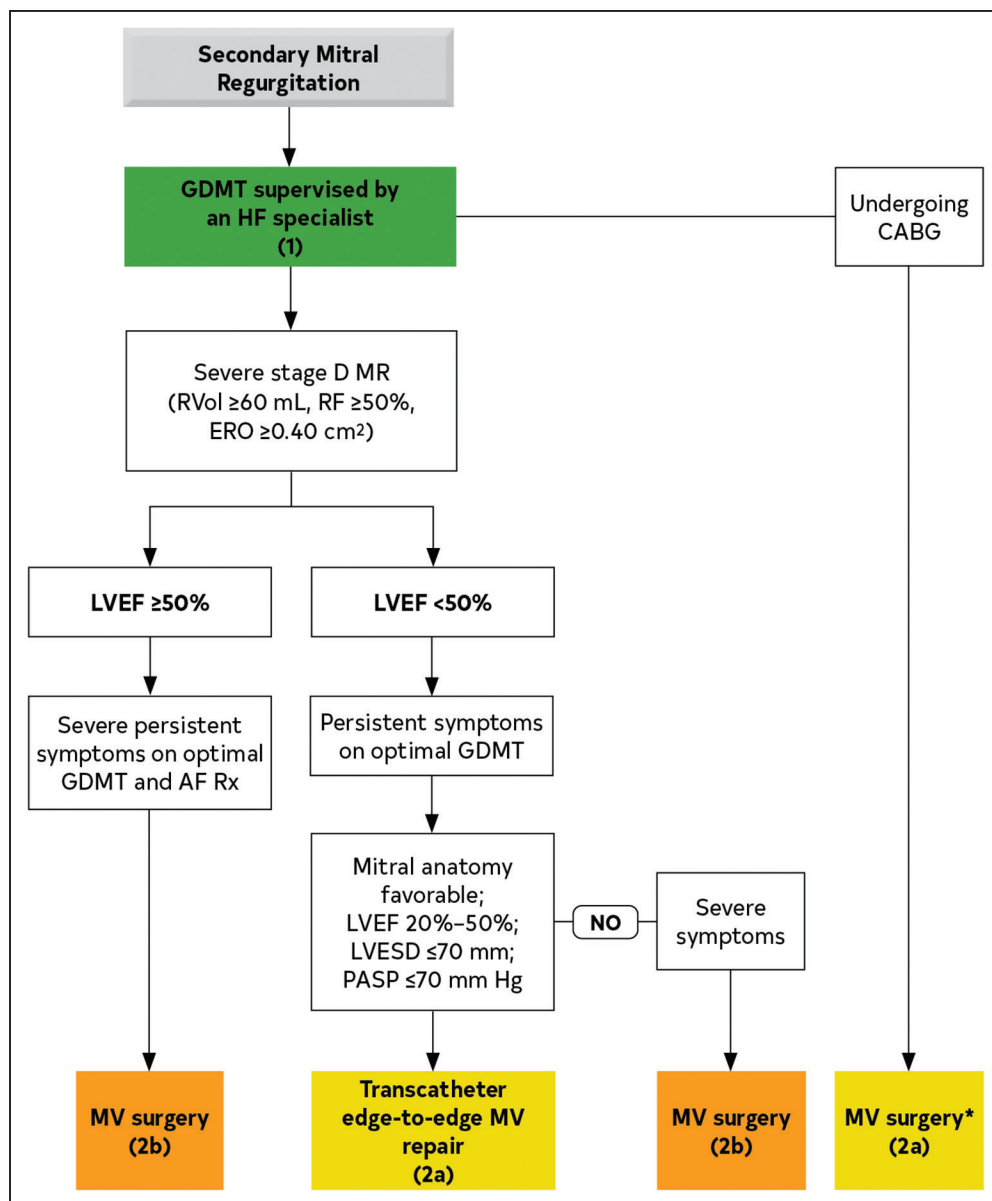 Secondary Mitral
Regurgitation
GDMT supervised by
an HF specialist
(1)
Undergoing
CABG
Severe stage D MR
(RVol ≥60 mL, RF ≥50%,
ERO ≥0.40 cm²)
LVEF ≥50%
LVEF <50%
Severe persistent
symptoms on optimal
GDMT and AF Rx
Persistent symptoms
on optimal GDMT
Mitral anatomy
favorable;
LVEF 20%–50%;
LVESD ≤70 mm;
PASP ≤70 mm Hg
NO
Severe
symptoms
MV surgery
(2b)
Transcatheter
edge-to-edge MV
repair
(2a)
MV surgery
(2b)
MV surgery*
(2a)